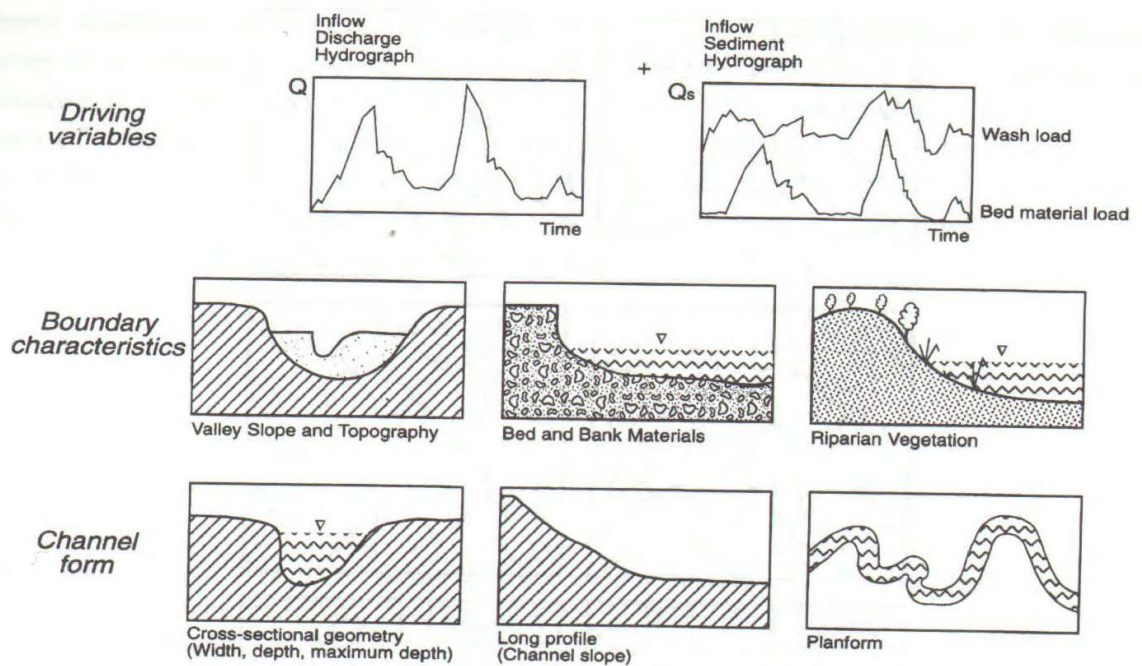 Inflow
Discharge
Hydrograph
+
Inflow
Sediment
Hydrograph
Driving
variables
Q
Time
Qs
Wash load
Bed material load
Time
Boundary
characteristics
Valley Slope and Topography
Bed and Bank Materials
Riparian Vegetation
Channel
form
Cross-sectional geometry
(Width, depth, maximum depth)
Long profile
(Channel slope)
Planform